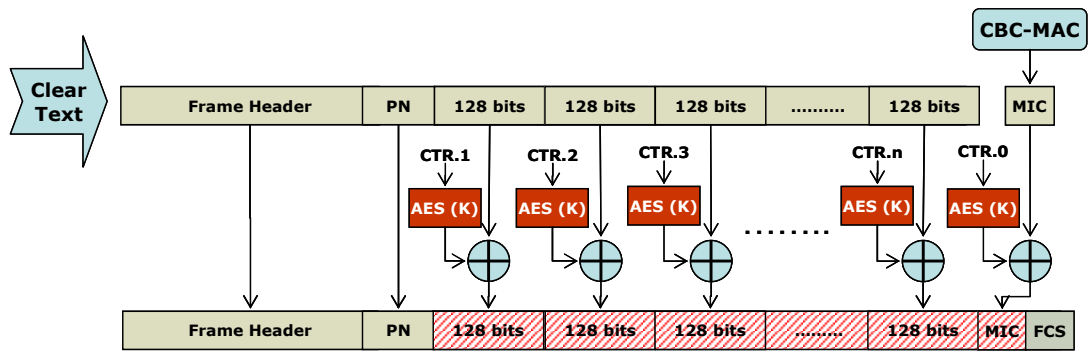 CBC-MAC
Clear
Text
Frame Header PN 128 bits 128 bits 128 bits .......... 128 bits MIC
CTR.1 CTR.2 CTR.3 CTR.n CTR.0
AES (K) AES (K) AES (K) AES (K) AES (K)
........
Frame Header PN 128 bits 128 bits 128 bits ......... 128 bits MIC FCS